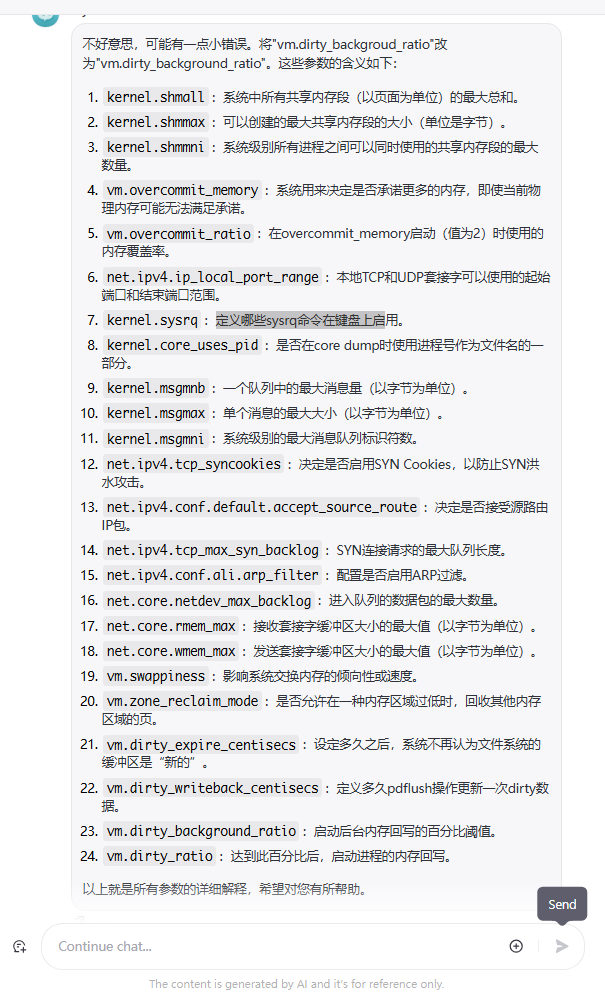 不好意思，可能有一点小错误。将"vm.dirty_backgroud_ratio"改
为"vm.dirty_background_ratio"。这些参数的含义如下：
1. kernel.shmall ：系统中所有共享内存段（以页面为单位）的最大总和。
2. kernel.shmmax ：可以创建的最大共享内存段的大小（单位是字节）。
3. kernel.shmmni ：系统级别所有进程之间可以同时使用的共享内存段的最大
数量。
4. vm.overcommit_memory ：系统用来决定是否承诺更多的内存，即使当前物
理内存可能无法满足承诺。
5. vm.overcommit_ratio ：在overcommit_memory启动（值为2）时使用的
内存覆盖率。
6. net.ipv4.ip_local_port_range ：本地TCP和UDP套接字可以使用的起始
端口和结束端口范围。
7. kernel.sysrq ：定义哪些sysrq命令在键盘上启用。
8. kernel.core_uses_pid ：是否在core dump时使用进程号作为文件名的一
部分。
9. kernel.msgmnb ：一个队列中的最大消息量（以字节为单位）。
10. kernel.msgmax ：单个消息的最大大小（以字节为单位）。
11. kernel.msgmni ：系统级别的最大消息队列标识符数。
12. net.ipv4.tcp_syncookies ：决定是否启用SYN Cookies，以防止SYN洪
水攻击。
13. net.ipv4.conf.default.accept_source_route ：决定是否接受源路由
IP包。
14. net.ipv4.tcp_max_syn_backlog ：SYN连接请求的最大队列长度。
15. net.ipv4.conf.ali.arp_filter ：配置是否启用ARP过滤。
16. net.core.netdev_max_backlog ：进入队列的数据包的最大数量。
17. net.core.rmem_max ：接收套接字缓冲区大小的最大值（以字节为单位）。
18. net.core.wmem_max ：发送套接字缓冲区大小的最大值（以字节为单位）。
19. vm.swappiness ：影响系统交换内存的倾向性或速度。
20. vm.zone_reclaim_mode ：是否允许在一种内存区域过低时，回收其他内存
区域的页。
21. vm.dirty_expire_centisecs ：设定多久之后，系统不再认为文件系统的
缓冲区是“新的”。
22. vm.dirty_writeback_centisecs ：定义多久pdflush操作更新一次dirty数
据。
23. vm.dirty_background_ratio ：启动后台内存回写的百分比阈值。
24. vm.dirty_ratio ：达到此百分比后，启动进程的内存回写。
以上就是所有参数的详细解释，希望对您有所帮助。
Send
Continue chat...
The content is generated by AI and it's for reference only.